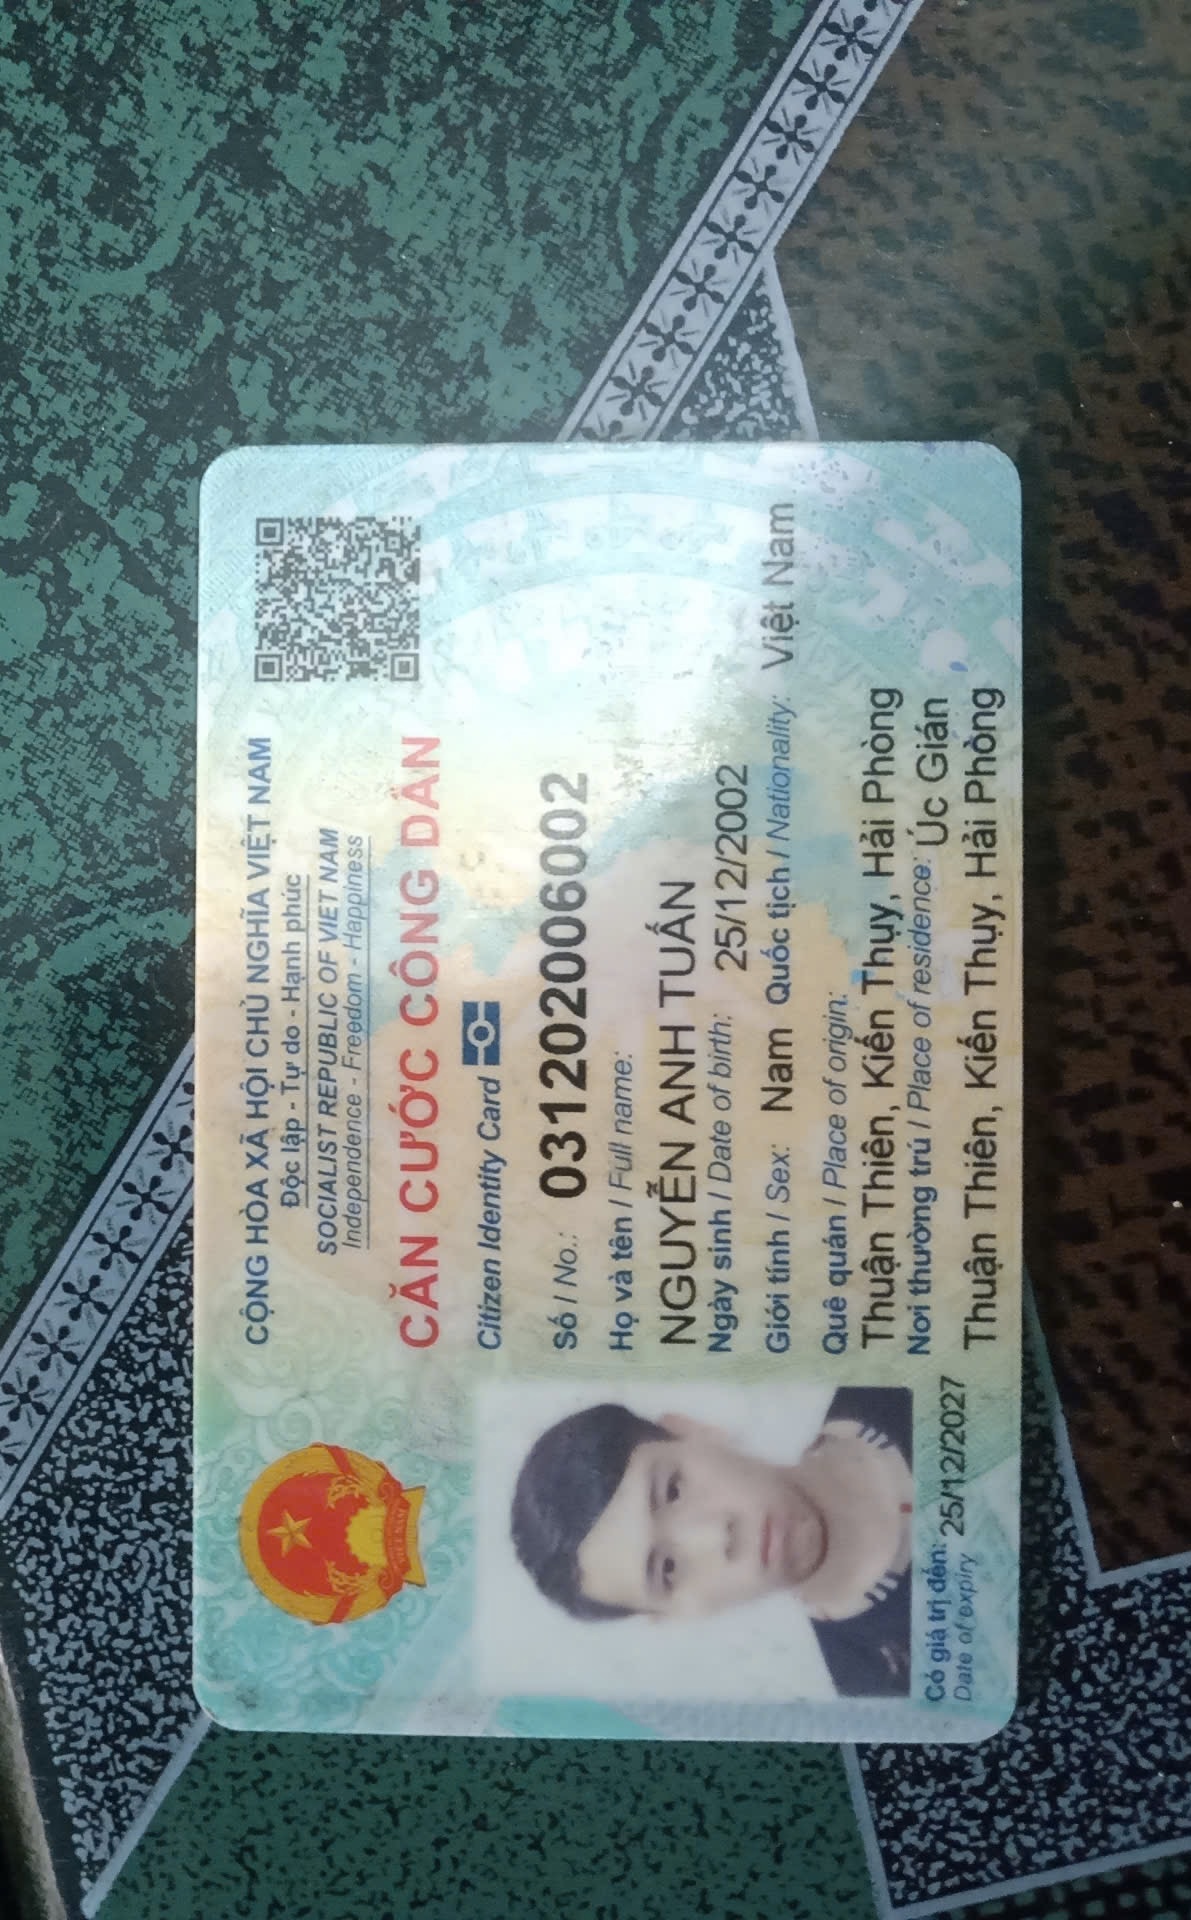 CỘNG HÒA XÃ HỘI CHỦ NGHĨA VIỆT NAM
Độc lập - Tự do - Hạnh phúc
SOCIALIST REPUBLIC OF VIET NAM
Independence - Freedom - Happiness
CĂN CƯỚC CÔNG DÂN
Citizen Identity Card
Số / No.: 031202006002
Họ và tên / Full name:
NGUYỄN ANH TUẤN
Ngày sinh / Date of birth: 25/12/2002
Giới tính / Sex: Nam Quốc tịch / Nationality: Việt Nam
Quê quán / Place of origin:
Thuận Thiên, Kiến Thụy, Hải Phòng
Nơi thường trú / Place of residence: Úc Gián
Thuận Thiên, Kiến Thụy, Hải Phòng
Có giá trị đến: 25/12/2027
Date of expiry